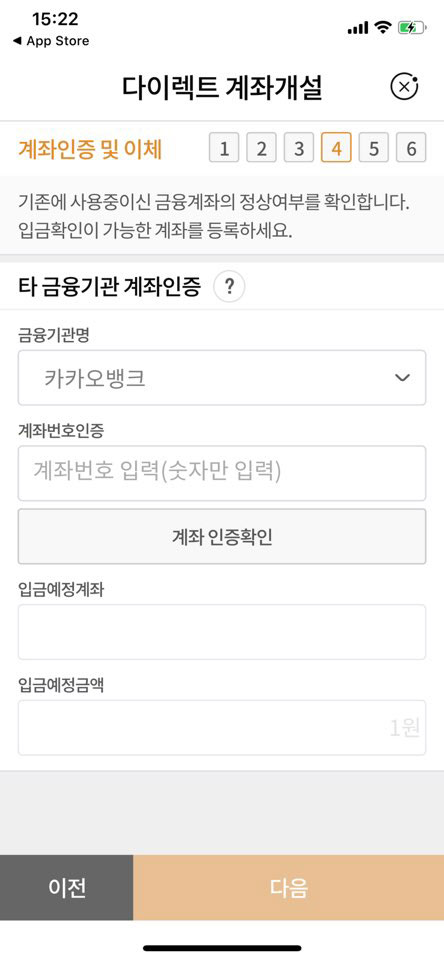 15:22
◀ App Store
다이렉트 계좌개설
계좌인증 및 이체 1 2 3 4 5 6
기존에 사용중이신 금융계좌의 정상여부를 확인합니다.
입금확인이 가능한 계좌를 등록하세요.
타 금융기관 계좌인증 ?
금융기관명
카카오뱅크
계좌번호인증
계좌번호 입력(숫자만 입력)
계좌 인증확인
입금예정계좌
입금예정금액
1원
이전 다음